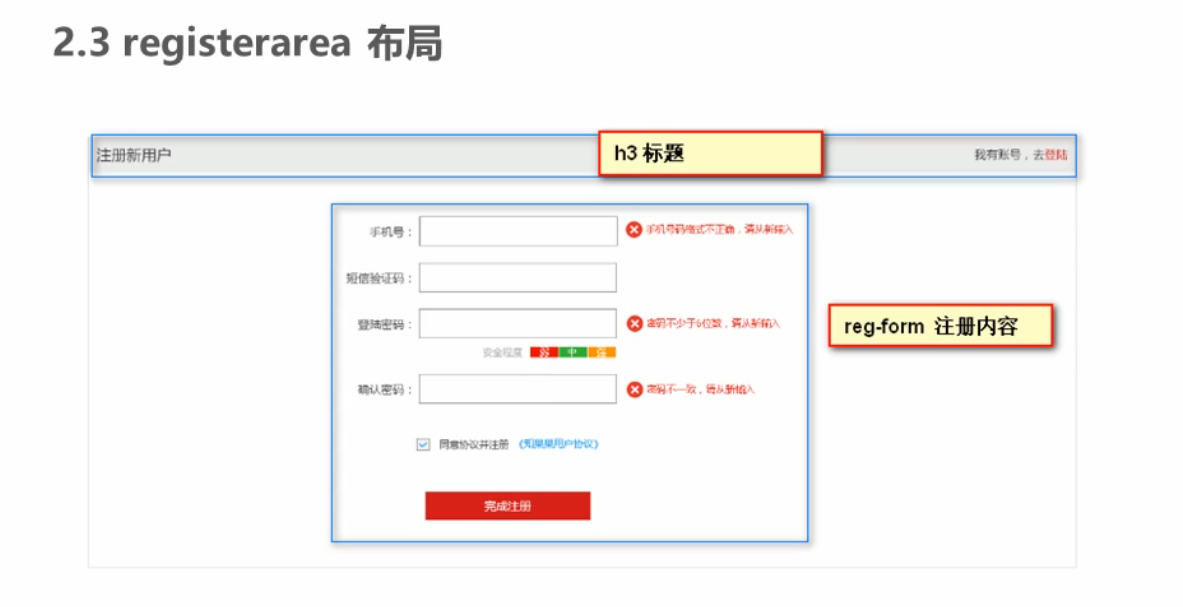 2.3 registerarea 布局
注册新用户
h3 标题
我有账号，去登陆
手机号：
手机号码格式不正确，请从新输入
短信验证码：
登陆密码：
密码不少于6位数，请从新输入
reg-form 注册内容
安全程度 弱 中 强
确认密码：
密码不一致，请从新输入
同意协议并注册 《知果果用户协议》
完成注册